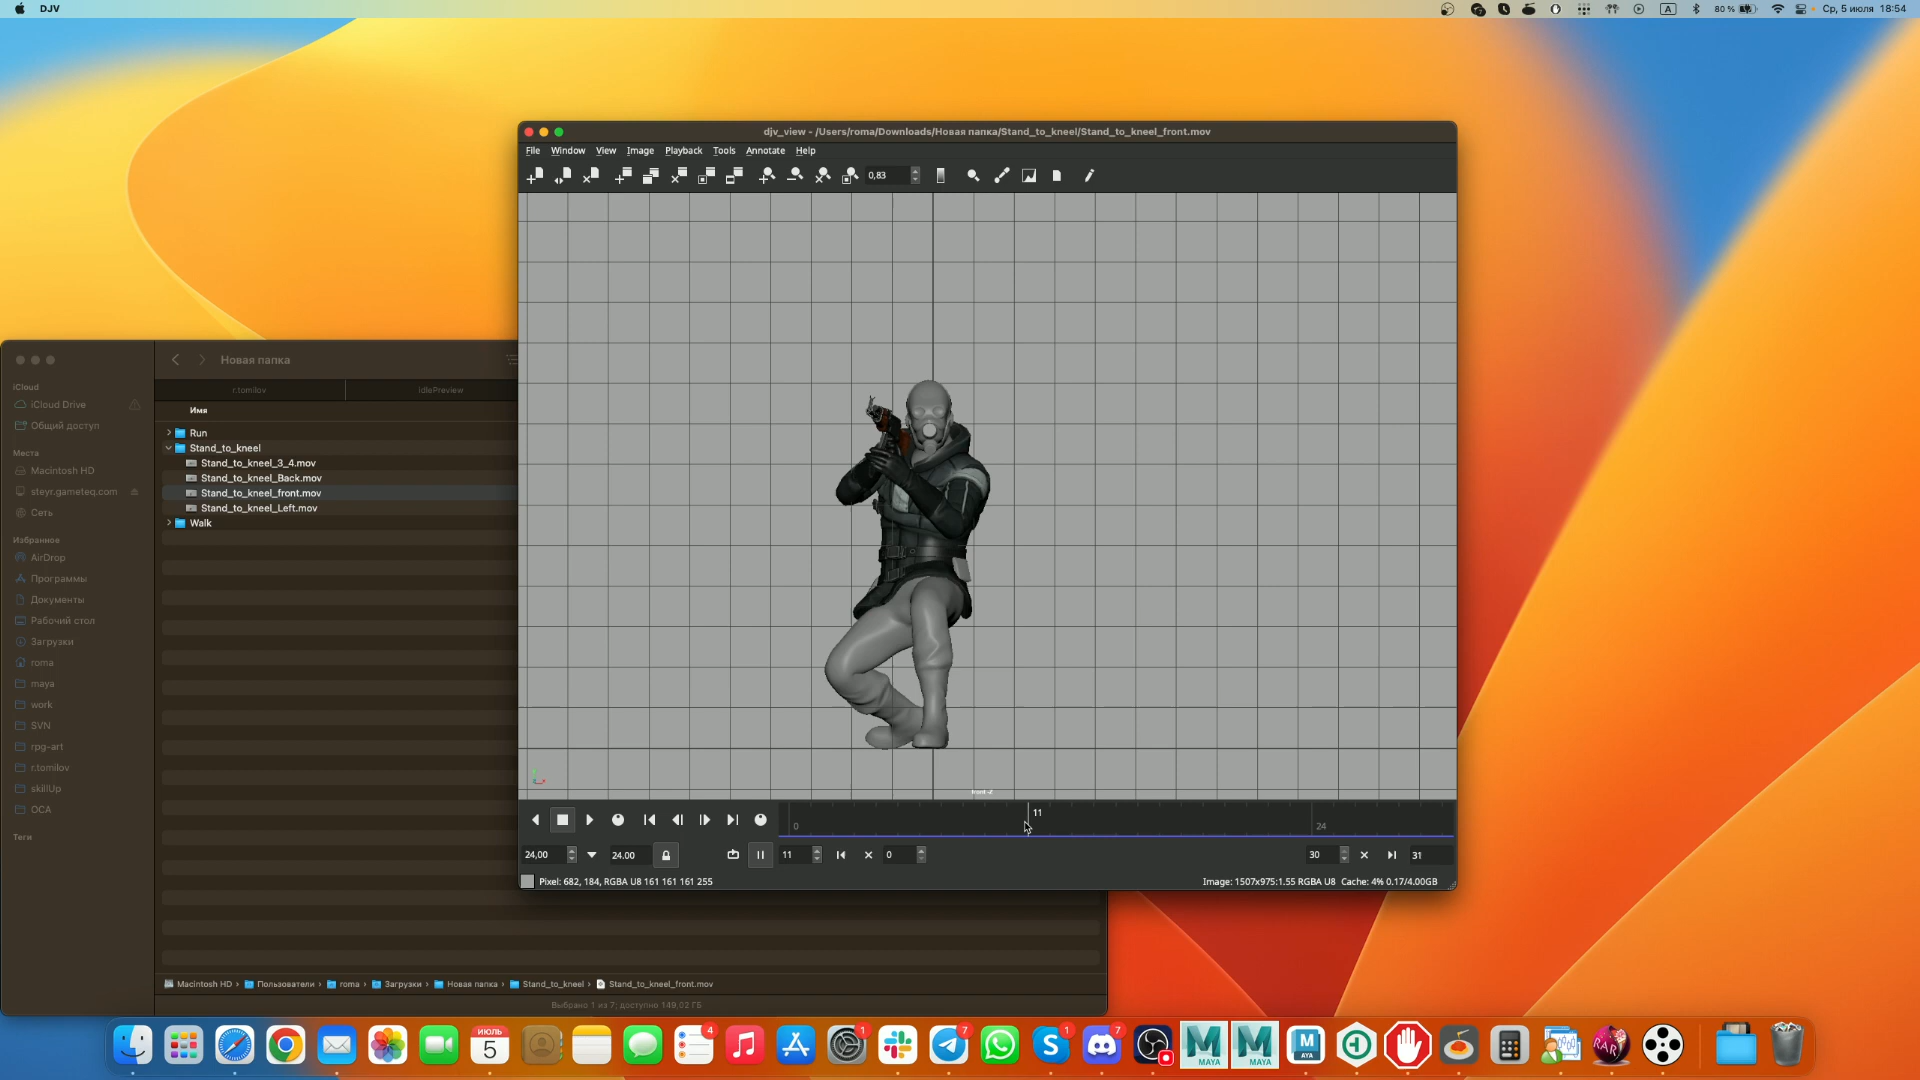 DJV
A
80 %
Ср, 5 июля 18:54
djv_view - /Users/roma/Downloads/Новая папка/Stand_to_kneel/Stand_to_kneel_front.mov
File Window View Image Playback Tools Annotate Help
0,83
Новая папка
r.tomilov
idlePreview
Имя
Run
Stand_to_kneel
Stand_to_kneel_3_4.mov
Stand_to_kneel_Back.mov
Stand_to_kneel_front.mov
Stand_to_kneel_Left.mov
Walk
iCloud
iCloud Drive
Общий доступ
Места
Macintosh HD
steyr.gameteq.com
Сеть
Избранное
AirDrop
Программы
Документы
Рабочий стол
Загрузки
roma
maya
work
SVN
rpg-art
r.tomilov
skillUp
OCA
Теги
front -Z
11
0
24
24,00
24.00
11
0
30
31
Pixel: 682, 184, RGBA U8 161 161 161 255
Image: 1507x975:1.55 RGBA U8 Cache: 4% 0.17/4.00GB
Macintosh HD › Пользователи › roma › Загрузки › Новая папка › Stand_to_kneel › Stand_to_kneel_front.mov
Выбрано 1 из 7; доступно 149,02 ГБ
ИЮЛЬ
5
4
1
7
1
7
MAYA
MAYA
M
AYA
RAR